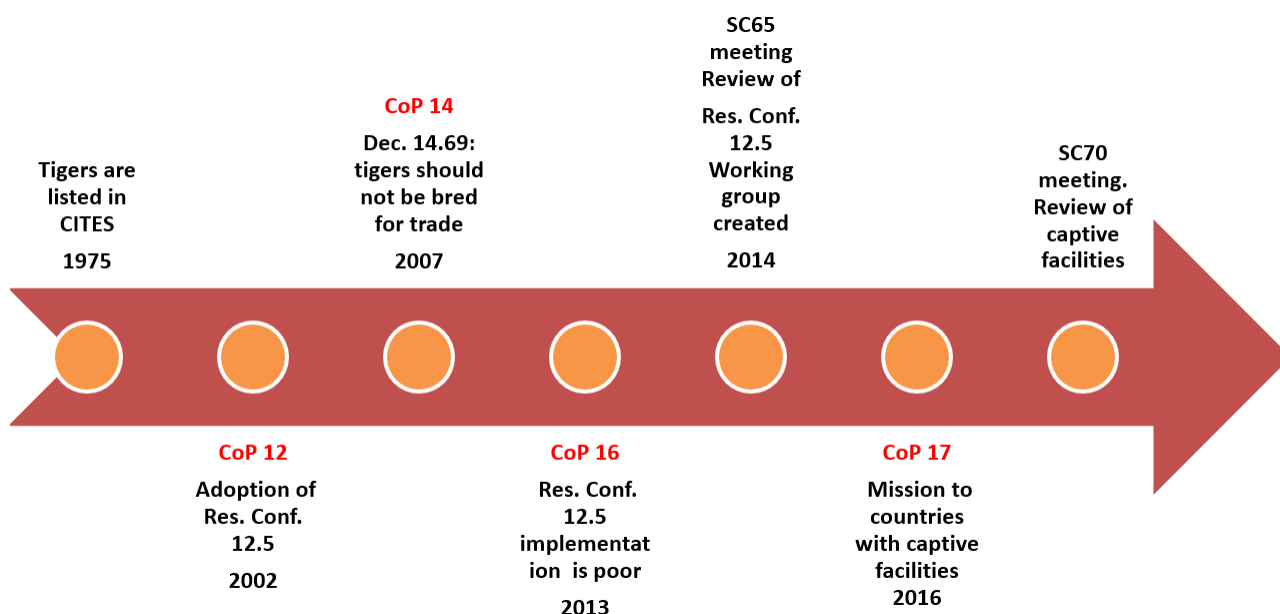 Tigers are
listed in
CITES
1975
CoP 12
Adoption of
Res. Conf.
12.5
2002
CoP 14
Dec. 14.69:
tigers should
not be bred
for trade
2007
CoP 16
Res. Conf.
12.5
implementat
ion is poor
2013
SC65
meeting
Review of
Res. Conf.
12.5
Working
group
created
2014
CoP 17
Mission to
countries
with captive
facilities
2016
SC70
meeting.
Review of
captive
facilities